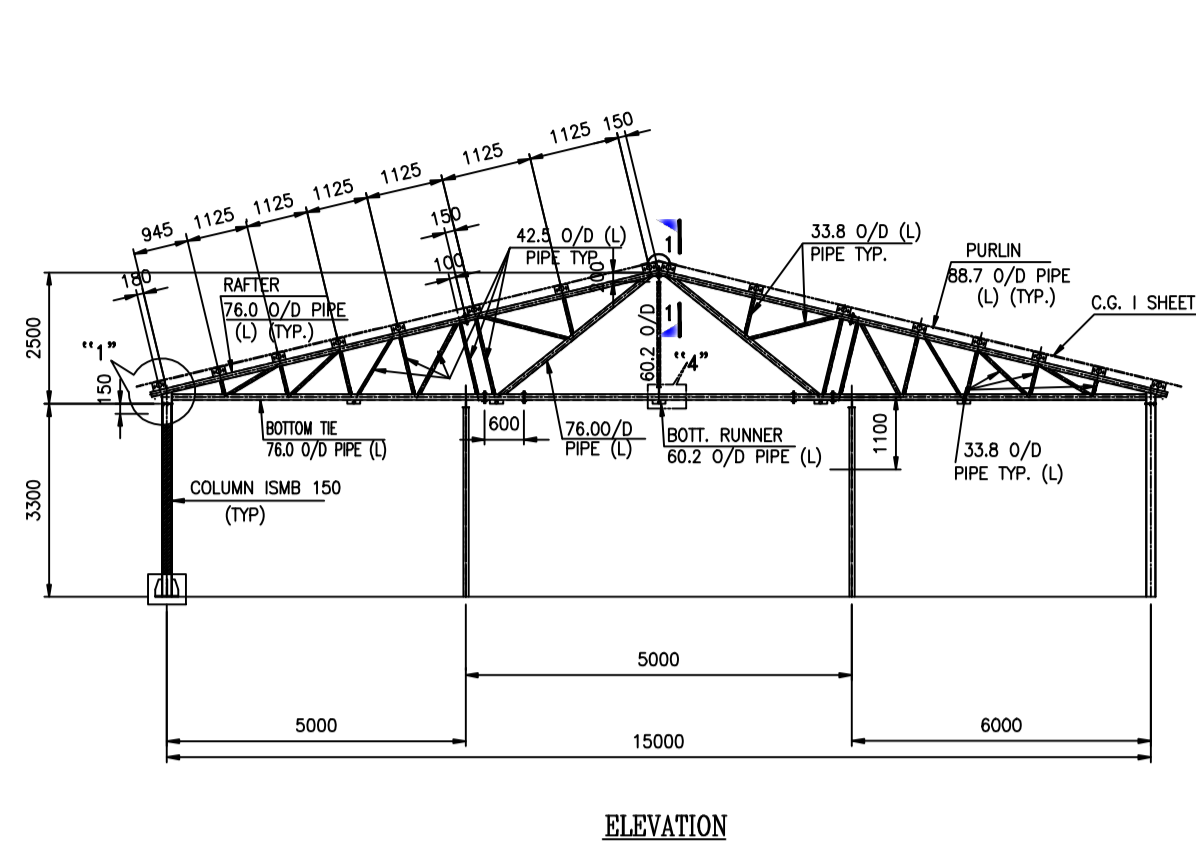 1125
150
1125
1125
1125
1125
1125
1125
945
150
180
100
42.5 O/D (L)
PIPE TYP
1
33.8 O/D (L)
PIPE TYP.
PURLIN
88.7 O/D PIPE
(L) (TYP.)
C.G. I SHEET
RAFTER
76.0 O/D PIPE
(L) (TYP.)
2500
"1"
150
60.2 O/D
1
"4"
BOTTOM TIE
76.0 O/D PIPE (L)
600
76.0O/D
PIPE (L)
BOTT. RUNNER
60.2 O/D PIPE (L)
1100
33.8 O/D
PIPE TYP. (L)
3300
COLUMN ISMB 150
(TYP)
5000
5000
6000
15000
ELEVATION